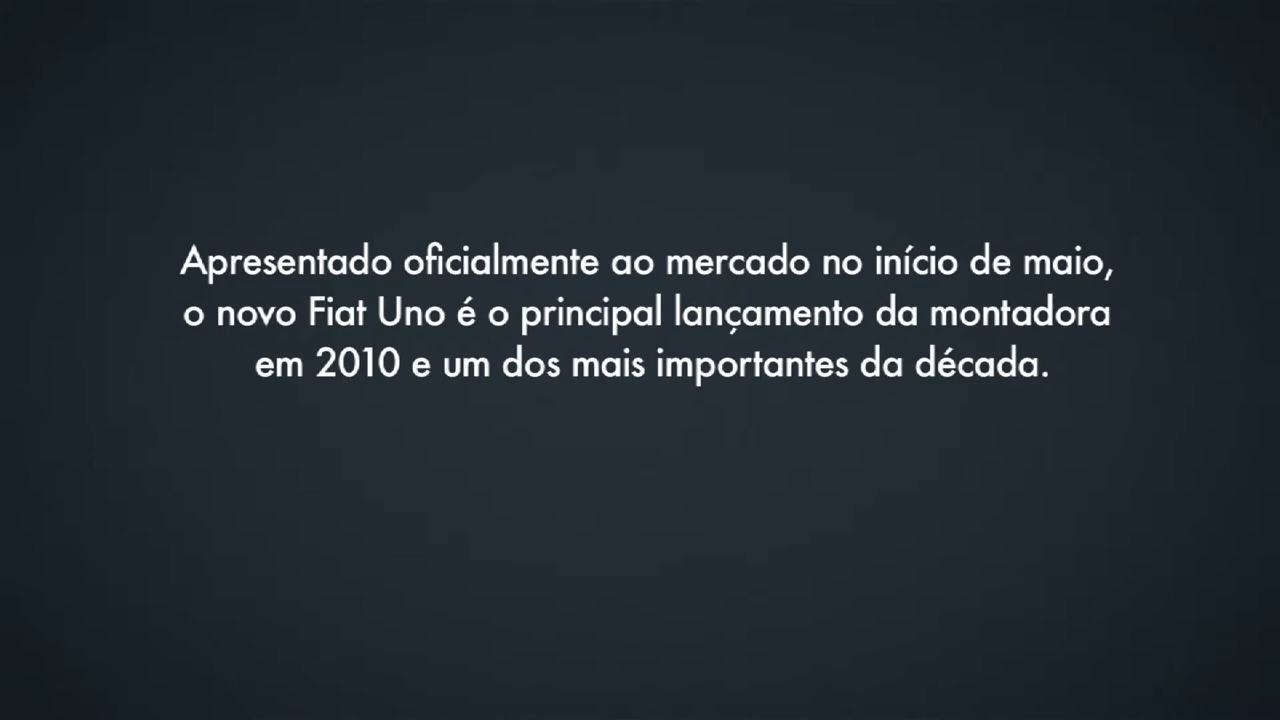 Apresentado oficialmente ao mercado no início de maio,
o novo Fiat Uno é o principal lançamento da montadora
em 2010 e um dos mais importantes da década.